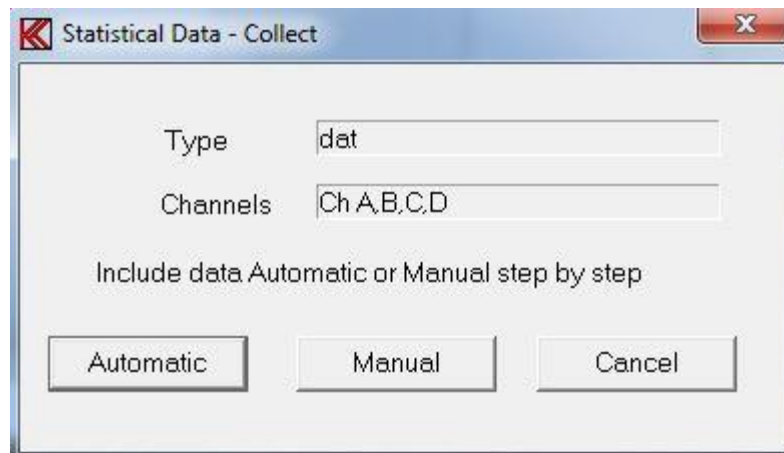 Statistical Data - Collect
Type dat
Channels Ch A,B,C,D
Include data Automatic or Manual step by step
Automatic Manual Cancel